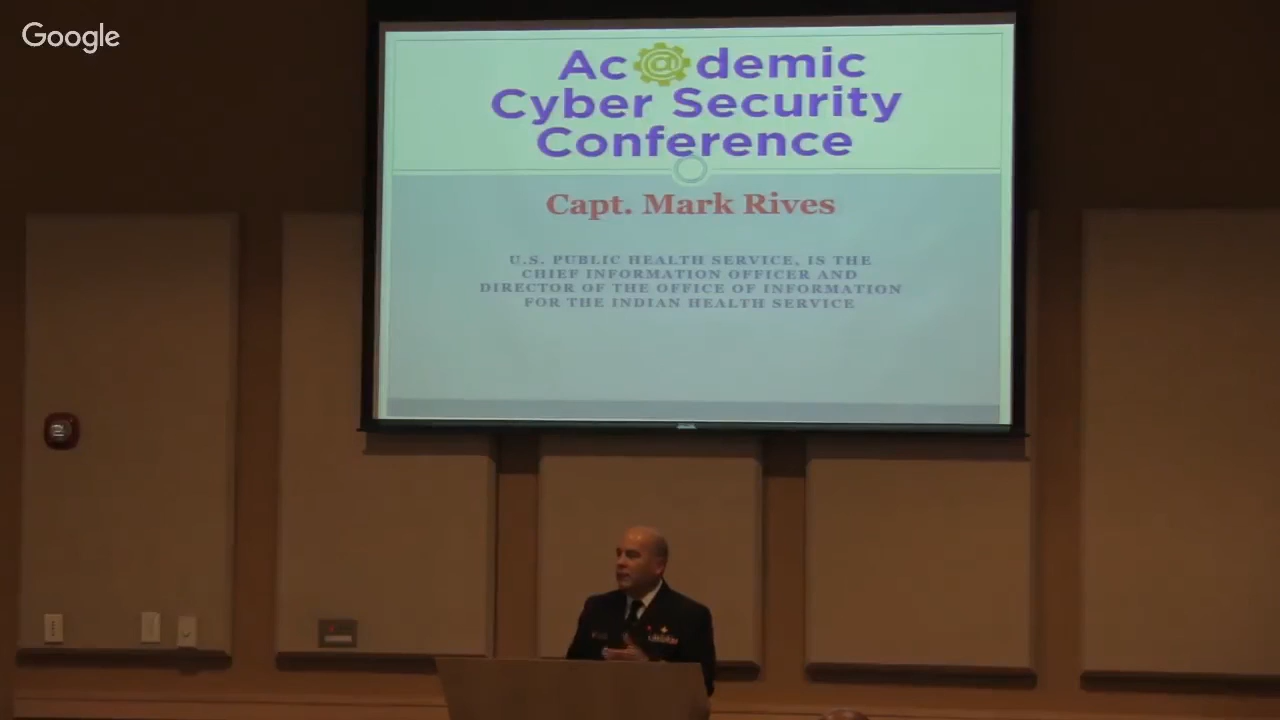 Google
Ac@demic
Cyber Security
Conference
Capt. Mark Rives
U.S. PUBLIC HEALTH SERVICE, IS THE
CHIEF INFORMATION OFFICER AND
DIRECTOR OF THE OFFICE OF INFORMATION
FOR THE INDIAN HEALTH SERVICE